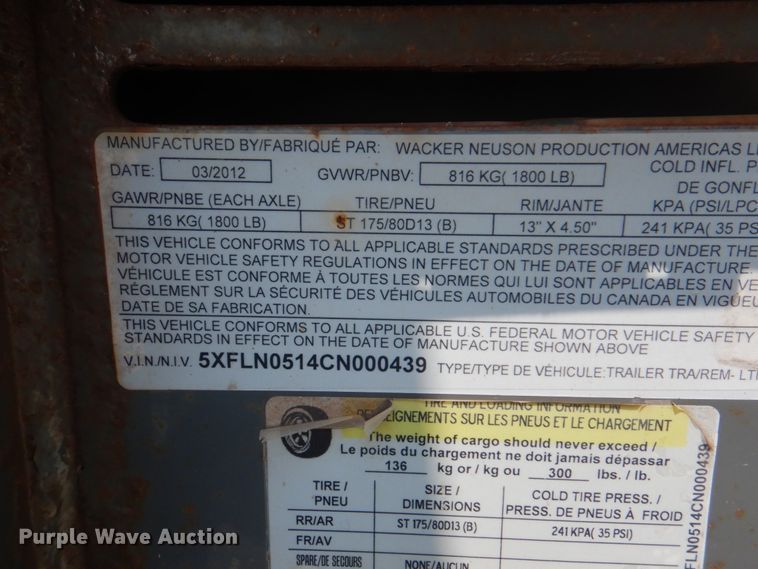 MANUFACTURED BY/FABRIQUÉ PAR: WACKER NEUSON PRODUCTION AMERICAS
DATE: 03/2012 GVWR/PNBV: 816 KG( 1800 LB) COLD INFL. P
DE GONFL
GAWR/PNBE (EACH AXLE) TIRE/PNEU RIM/JANTE KPA (PSI/LPC
816 KG( 1800 LB) ST 175/80D13 (B) 13" X 4.50" 241 KPA( 35 PS
THIS VEHICLE CONFORMS TO ALL APPLICABLE STANDARDS PRESCRIBED UNDER THE
MOTOR VEHICLE SAFETY REGULATIONS IN EFFECT ON THE DATE OF MANUFACTURE.
VÉHICULE EST CONFORME À TOUTES LES NORMES QUI LUI SONT APPLICABLES EN VE
RÉGLEMENT SUR LA SÉCURITÉ DES VÉHICULES AUTOMOBILES DU CANADA EN VIGUEU
DATE DE SA FABRICATION.
THIS VEHICLE CONFORMS TO ALL APPLICABLE U.S. FEDERAL MOTOR VEHICLE SAFETY
STANDARDS IN EFFECT ON THE DATE OF MANUFACTURE SHOWN ABOVE
V.I.N./N.I.V. 5XFLN0514CN000439 TYPE/TYPE DE VÉHICULE:TRAILER TRA/REM- LT
TIRE AND LOADING INFORMATION
RENSEIGNEMENTS SUR LES PNEUS ET LE CHARGEMENT
The weight of cargo should never exceed /
Le poids du chargement ne doit jamais dépasser
136 kg or / kg ou 300 lbs. / lb.
TIRE / PNEU SIZE / DIMENSIONS COLD TIRE PRESS. / PRESS. DE PNEUS À FROID
RR/AR ST 175/80D13 (B) 241 KPA( 35 PSI)
FR/AV
SPARE/DE SECOURS NONE/AUCUN
FLN0514CN000439
Purple Wave Auction